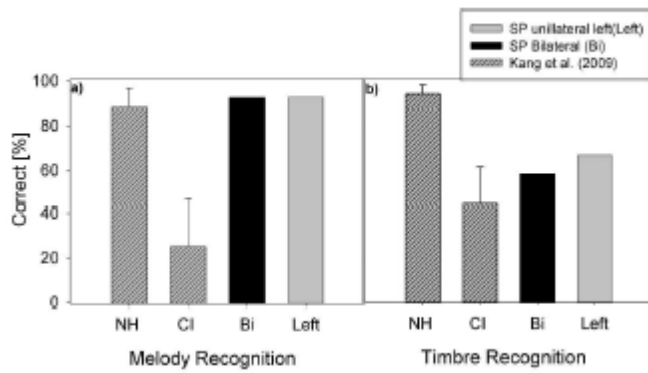 SP unillateral left(Left)
SP Bilateral (Bi)
Kang et al. (2009)
a)
b)
Correct [%]
100
80
60
40
20
0
NH CI Bi Left
NH CI Bi Left
Melody Recognition
Timbre Recognition